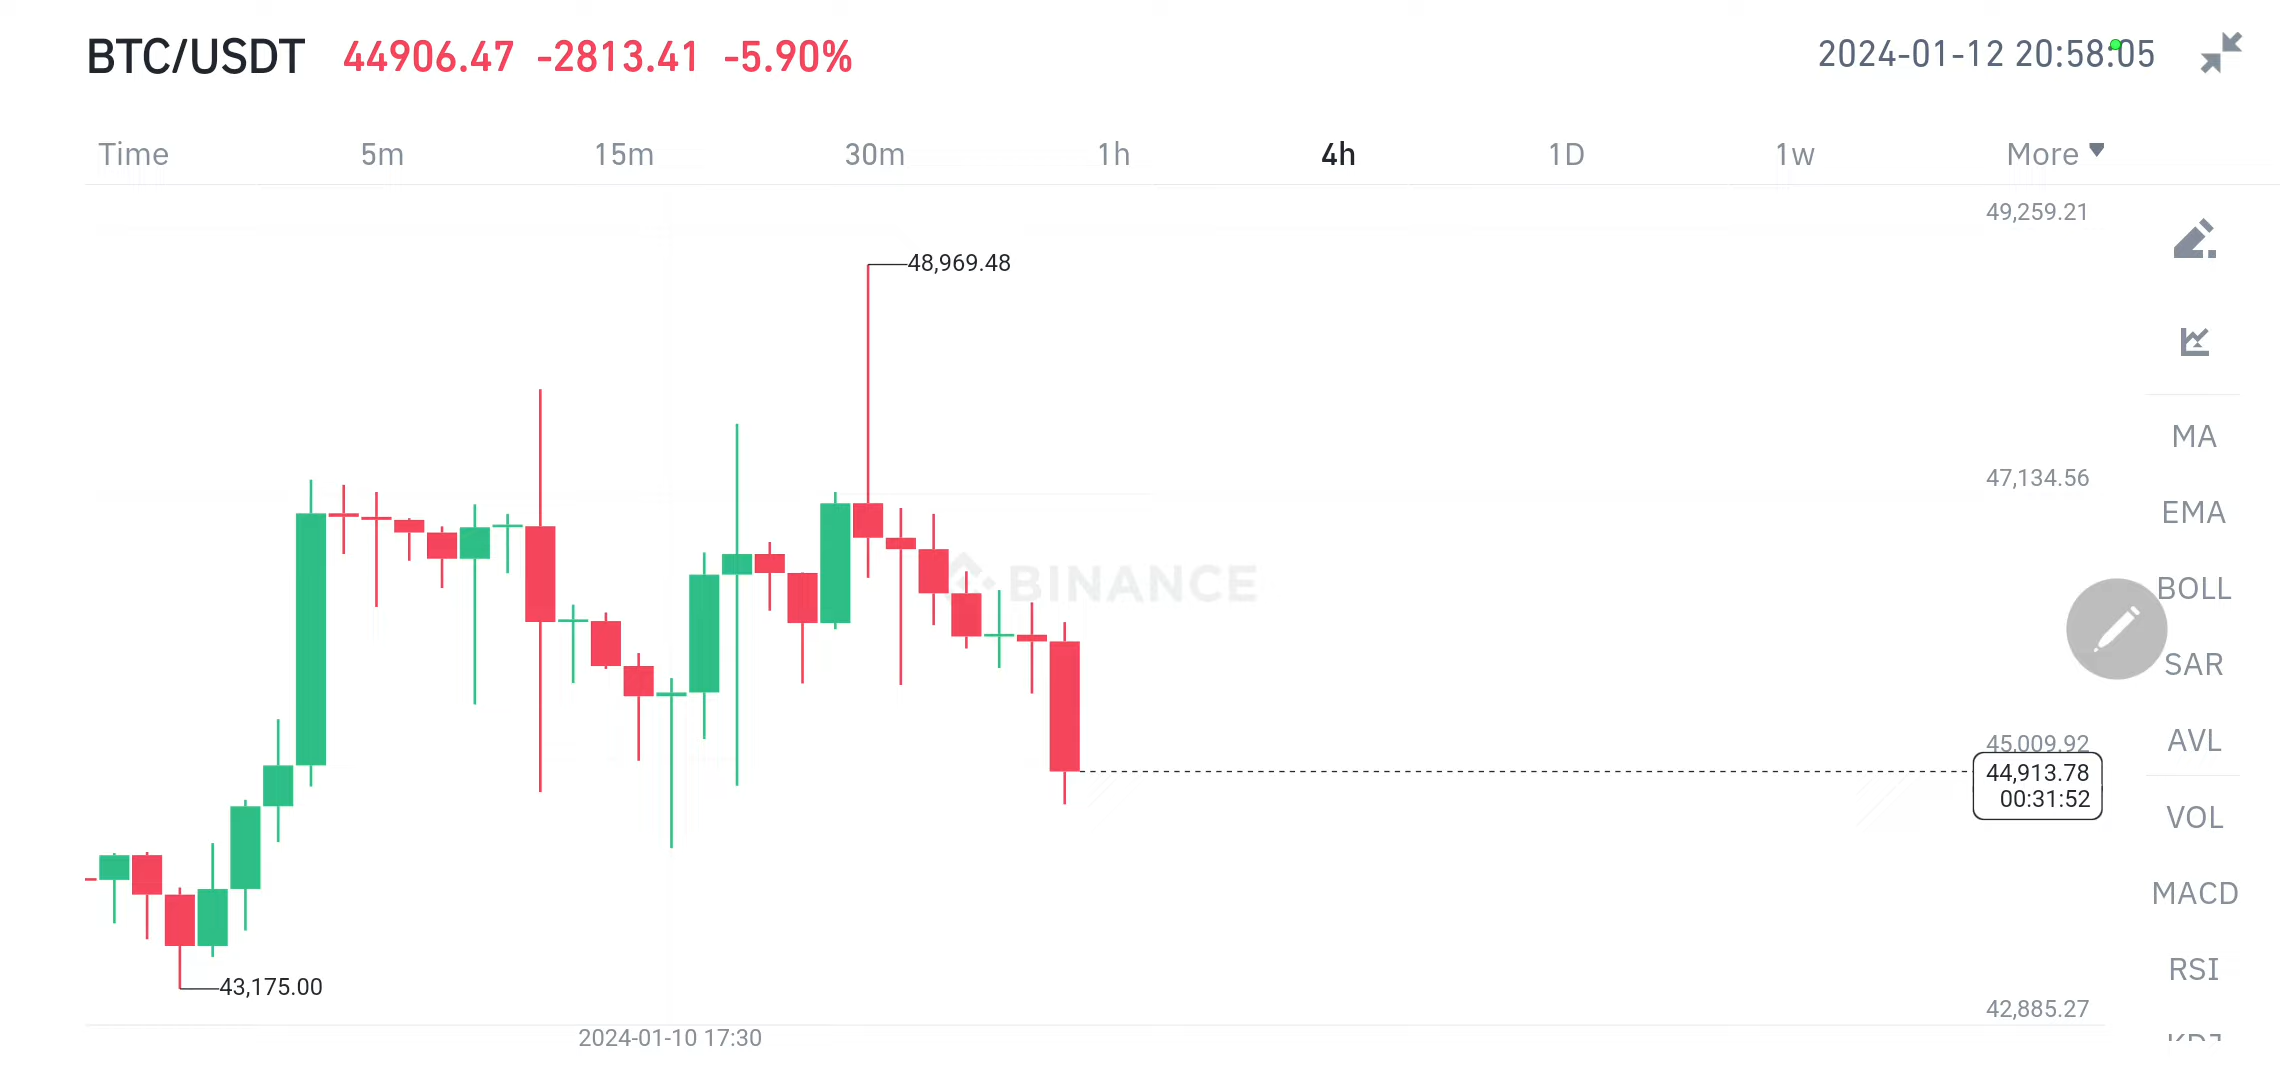 BTC/USDT 44906.47 -2813.41 -5.90% 2024-01-12 20:58:05
Time 5m 15m 30m 1h 4h 1D 1w More
49,259.21
48,969.48
MA
47,134.56
EMA
BINANCE
BOLL
SAR
AVL
45,009.92
44,913.78
00:31:52
VOL
MACD
RSI
43,175.00
42,885.27
2024-01-10 17:30